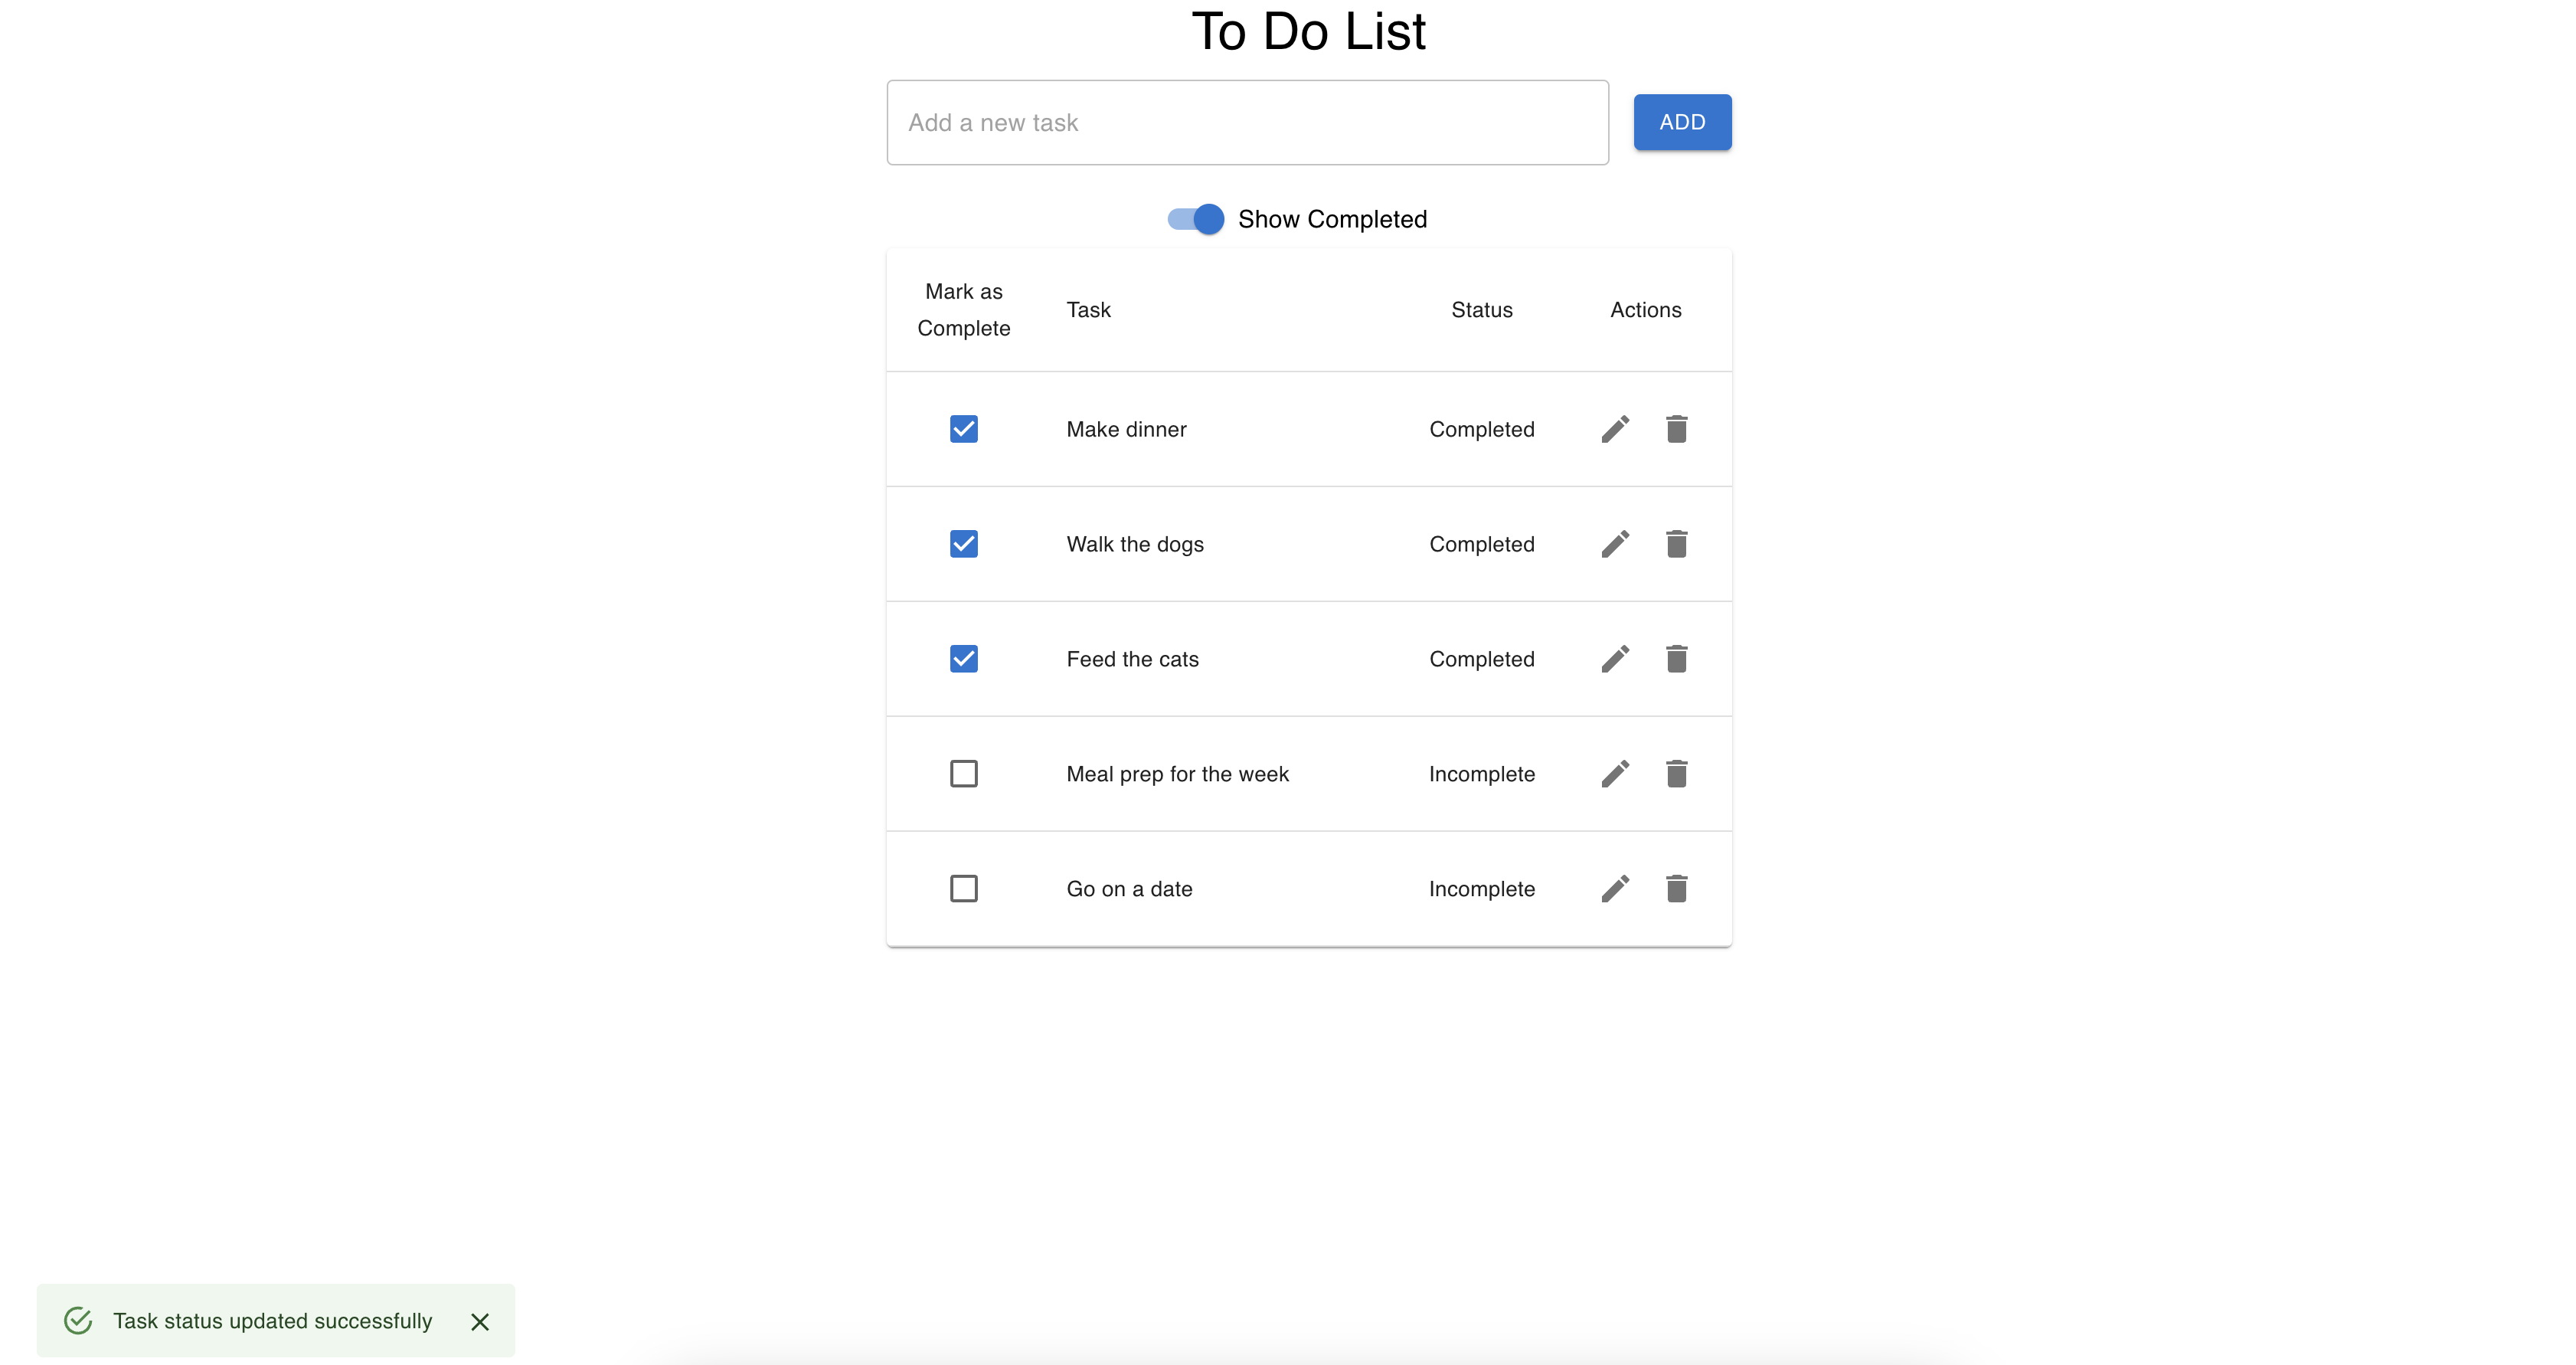 To Do List
Add a new task
ADD
Show Completed
Mark as
Complete
Task
Status
Actions
Make dinner
Completed
Walk the dogs
Completed
Feed the cats
Completed
Meal prep for the week
Incomplete
Go on a date
Incomplete
Task status updated successfully